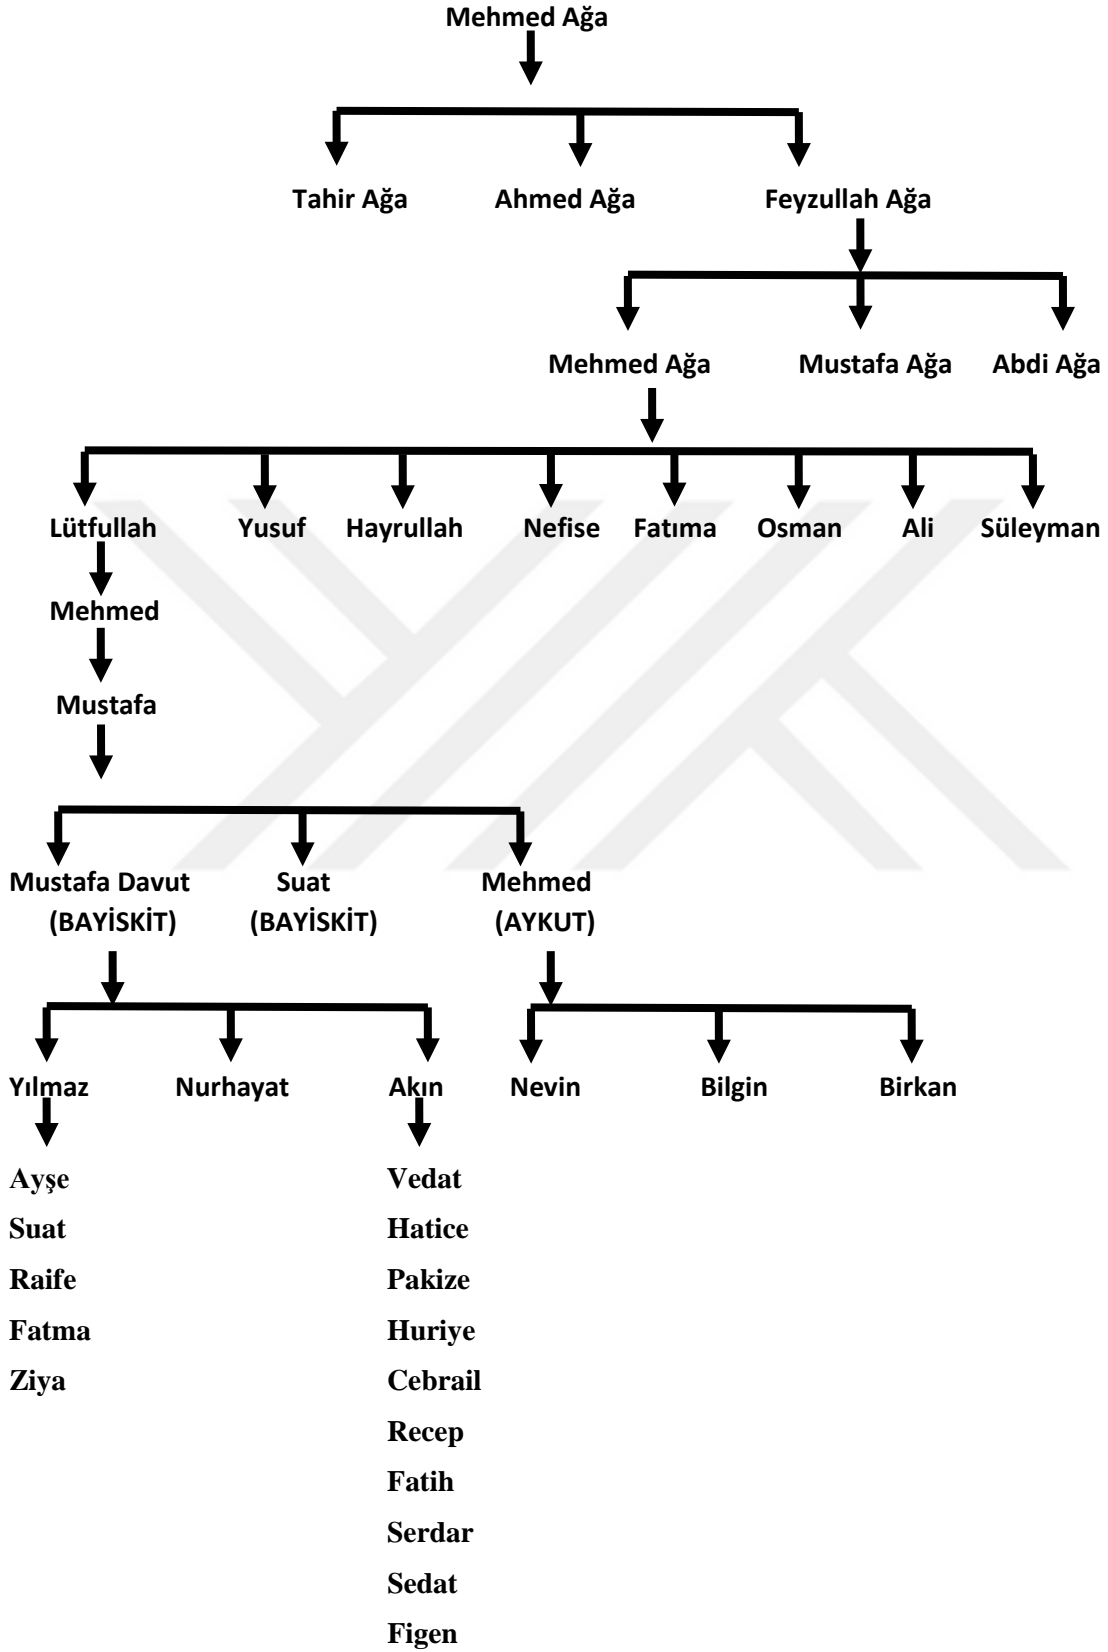 Mehmed Ağa
Tahir Ağa Ahmed Ağa Feyzullah Ağa
Mehmed Ağa Mustafa Ağa Abdi Ağa
Lütfullah Yusuf Hayrullah Nefise Fatıma Osman Ali Süleyman
Mehmed
Mustafa
Mustafa Davut Suat Mehmed
(BAYİSKİT) (BAYİSKİT) (AYKUT)
Yılmaz Nurhayat Akın Nevin Bilgin Birkan
Ayşe Vedat
Suat Hatice
Raife Pakize
Fatma Huriye
Ziya Cebrail
Recep
Fatih
Serdar
Sedat
Figen